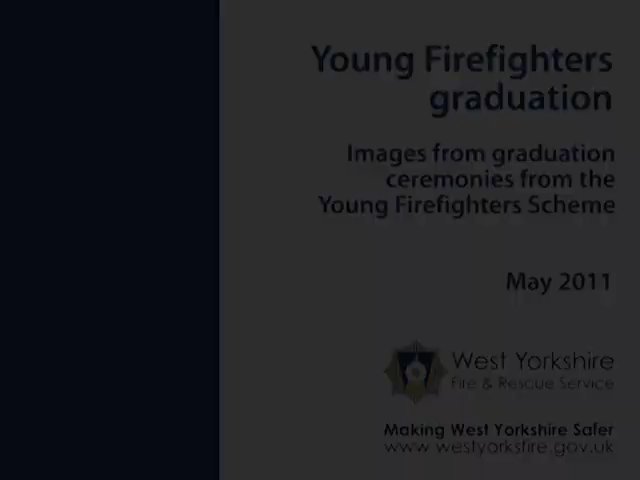 Young Firefighters
graduation
Images from graduation
ceremonies from the
Young Firefighters Scheme
May 2011
West Yorkshire
Fire & Rescue Service
Making West Yorkshire Safer
www.westyorksfire.gov.uk